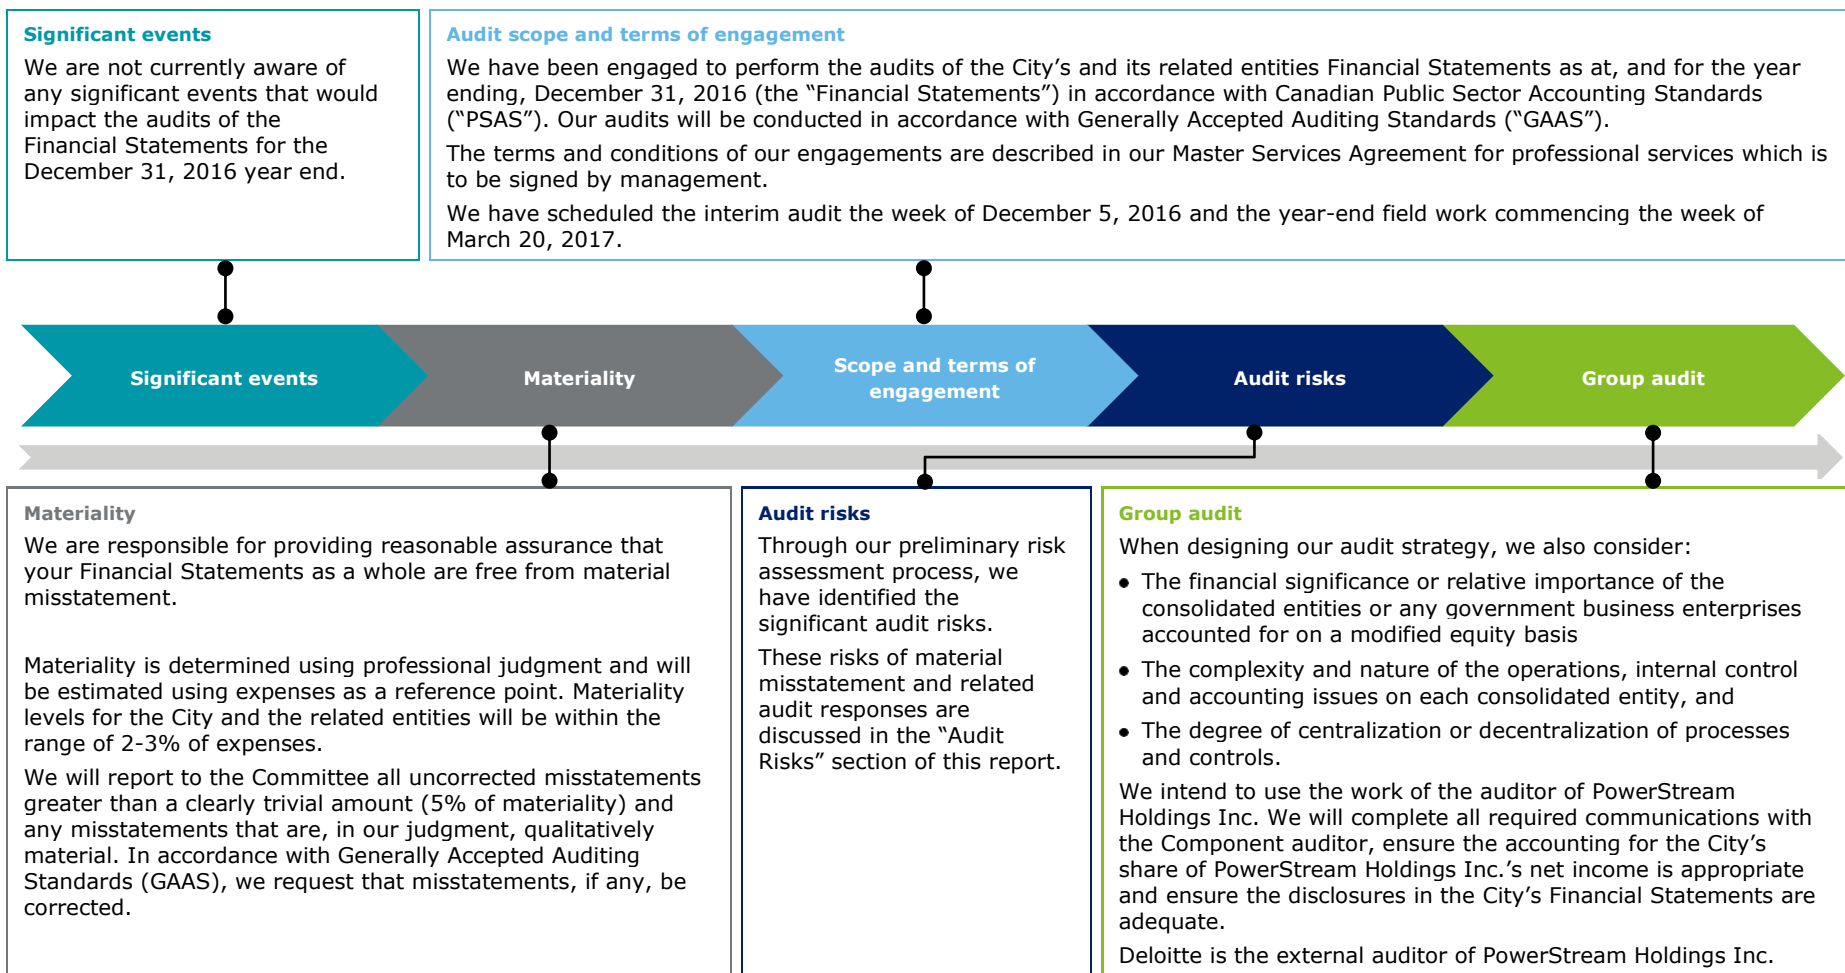 Significant events
We are not currently aware of
any significant events that would
impact the audits of the
Financial Statements for the
December 31, 2016 year end.
Audit scope and terms of engagement
We have been engaged to perform the audits of the City’s and its related entities Financial Statements as at, and for the year
ending, December 31, 2016 (the “Financial Statements”) in accordance with Canadian Public Sector Accounting Standards
(“PSAS”). Our audits will be conducted in accordance with Generally Accepted Auditing Standards (“GAAS”).
The terms and conditions of our engagements are described in our Master Services Agreement for professional services which is
to be signed by management.
We have scheduled the interim audit the week of December 5, 2016 and the year-end field work commencing the week of
March 20, 2017.
Significant events
Materiality
Scope and terms of
engagement
Audit risks
Group audit
Materiality
We are responsible for providing reasonable assurance that
your Financial Statements as a whole are free from material
misstatement.
Materiality is determined using professional judgment and will
be estimated using expenses as a reference point. Materiality
levels for the City and the related entities will be within the
range of 2-3% of expenses.
We will report to the Committee all uncorrected misstatements
greater than a clearly trivial amount (5% of materiality) and
any misstatements that are, in our judgment, qualitatively
material. In accordance with Generally Accepted Auditing
Standards (GAAS), we request that misstatements, if any, be
corrected.
Audit risks
Through our preliminary risk
assessment process, we
have identified the
significant audit risks.
These risks of material
misstatement and related
audit responses are
discussed in the “Audit
Risks” section of this report.
Group audit
When designing our audit strategy, we also consider:
• The financial significance or relative importance of the
consolidated entities or any government business enterprises
accounted for on a modified equity basis
• The complexity and nature of the operations, internal control
and accounting issues on each consolidated entity, and
• The degree of centralization or decentralization of processes
and controls.
We intend to use the work of the auditor of PowerStream
Holdings Inc. We will complete all required communications with
the Component auditor, ensure the accounting for the City’s
share of PowerStream Holdings Inc.’s net income is appropriate
and ensure the disclosures in the City’s Financial Statements are
adequate.
Deloitte is the external auditor of PowerStream Holdings Inc.